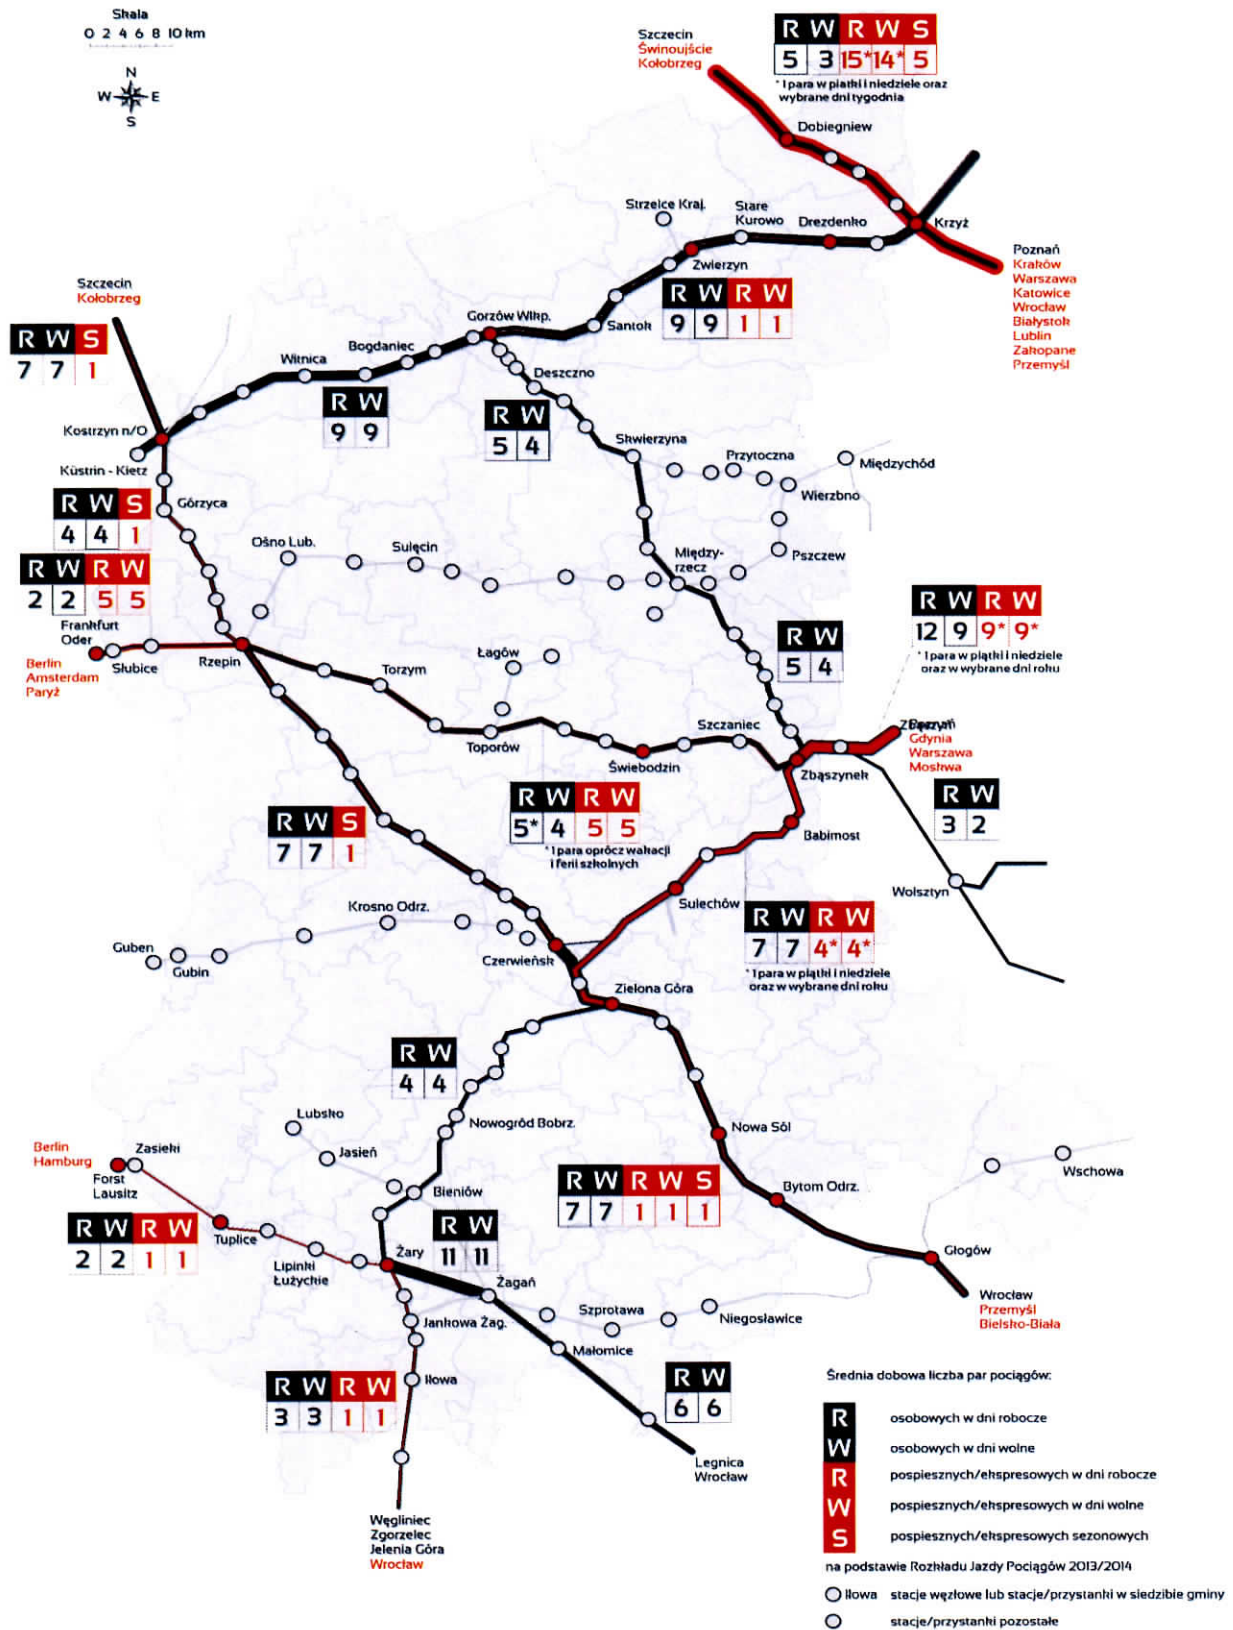 Skala
0 2 4 6 8 10 km
N
W E
S
Szczecin
Świnoujście
Kołobrzeg
R W R W S
5 3 15* 14* 5
* 1 para w piątki i niedziele oraz
wybrane dni tygodnia
Dobiegniew
Strzelce Kraj.
Stare
Kurowo
Drezdenko
Krzyż
Zwierzyn
Poznań
Kraków
Warszawa
Katowice
Wrocław
Białystok
Lublin
Zakopane
Przemyśl
R W R W
9 9 1 1
Szczecin
Kołobrzeg
R W S
7 7 1
Gorzów Wlkp.
Santok
Bogdaniec
Witnica
Deszczno
R W
9 9
R W
5 4
Kostrzyn n/O
Küstrin - Kietz
Skwierzyna
Przytoczna
Międzychód
Wierzbno
R W S
4 4 1
Górzyca
Ośno Lub.
Sulęcin
Między-
rzecz
Pszczew
R W R W
2 2 5 5
Frankfurt
Oder
Słubice
Rzepin
Berlin
Amsterdam
Paryż
Torzym
Łagów
R W
5 4
R W R W
12 9 9* 9*
* 1 para w piątki i niedziele
oraz w wybrane dni roku
Toporów
Szczaniec
Świebodzin
Zbąszynek
Gdynia
Warszawa
Moskwa
R W
3 2
R W R W
5* 4 5 5
* 1 para oprócz wakacji
i ferii szkolnych
R W S
7 7 1
Babimost
Wolsztyn
Sulechów
Krosno Odrz.
R W R W
7 7 4* 4*
* 1 para w piątki i niedziele
oraz w wybrane dni roku
Guben
Gubin
Czerwieńsk
Zielona Góra
R W
4 4
Lubsko
Nowogród Bobrz.
Nowa Sól
Jasień
Berlin
Hamburg
Zasieki
Forst
Lausitz
Wschowa
R W R W S
7 7 1 1 1
Bytom Odrz.
Bieniów
R W R W
2 2 1 1
Tuplice
R W
11 11
Lipinki
Łużyckie
Żary
Żagań
Głogów
Wrocław
Przemyśl
Bielsko-Biała
Jankowa Żag.
Szprotawa
Niegosławice
Małomice
R W R W
3 3 1 1
Iłowa
R W
6 6
Legnica
Wrocław
Węgliniec
Zgorzelec
Jelenia Góra
Wrocław
Średnia dobowa liczba par pociągów:
R osobowych w dni robocze
W osobowych w dni wolne
R pospiesznych/ekspresowych w dni robocze
W pospiesznych/ekspresowych w dni wolne
S pospiesznych/ekspresowych sezonowych
na podstawie Rozkładu Jazdy Pociągów 2013/2014
Iłowa stacje węzłowe lub stacje/przystanki w siedzibie gminy
stacje/przystanki pozostałe